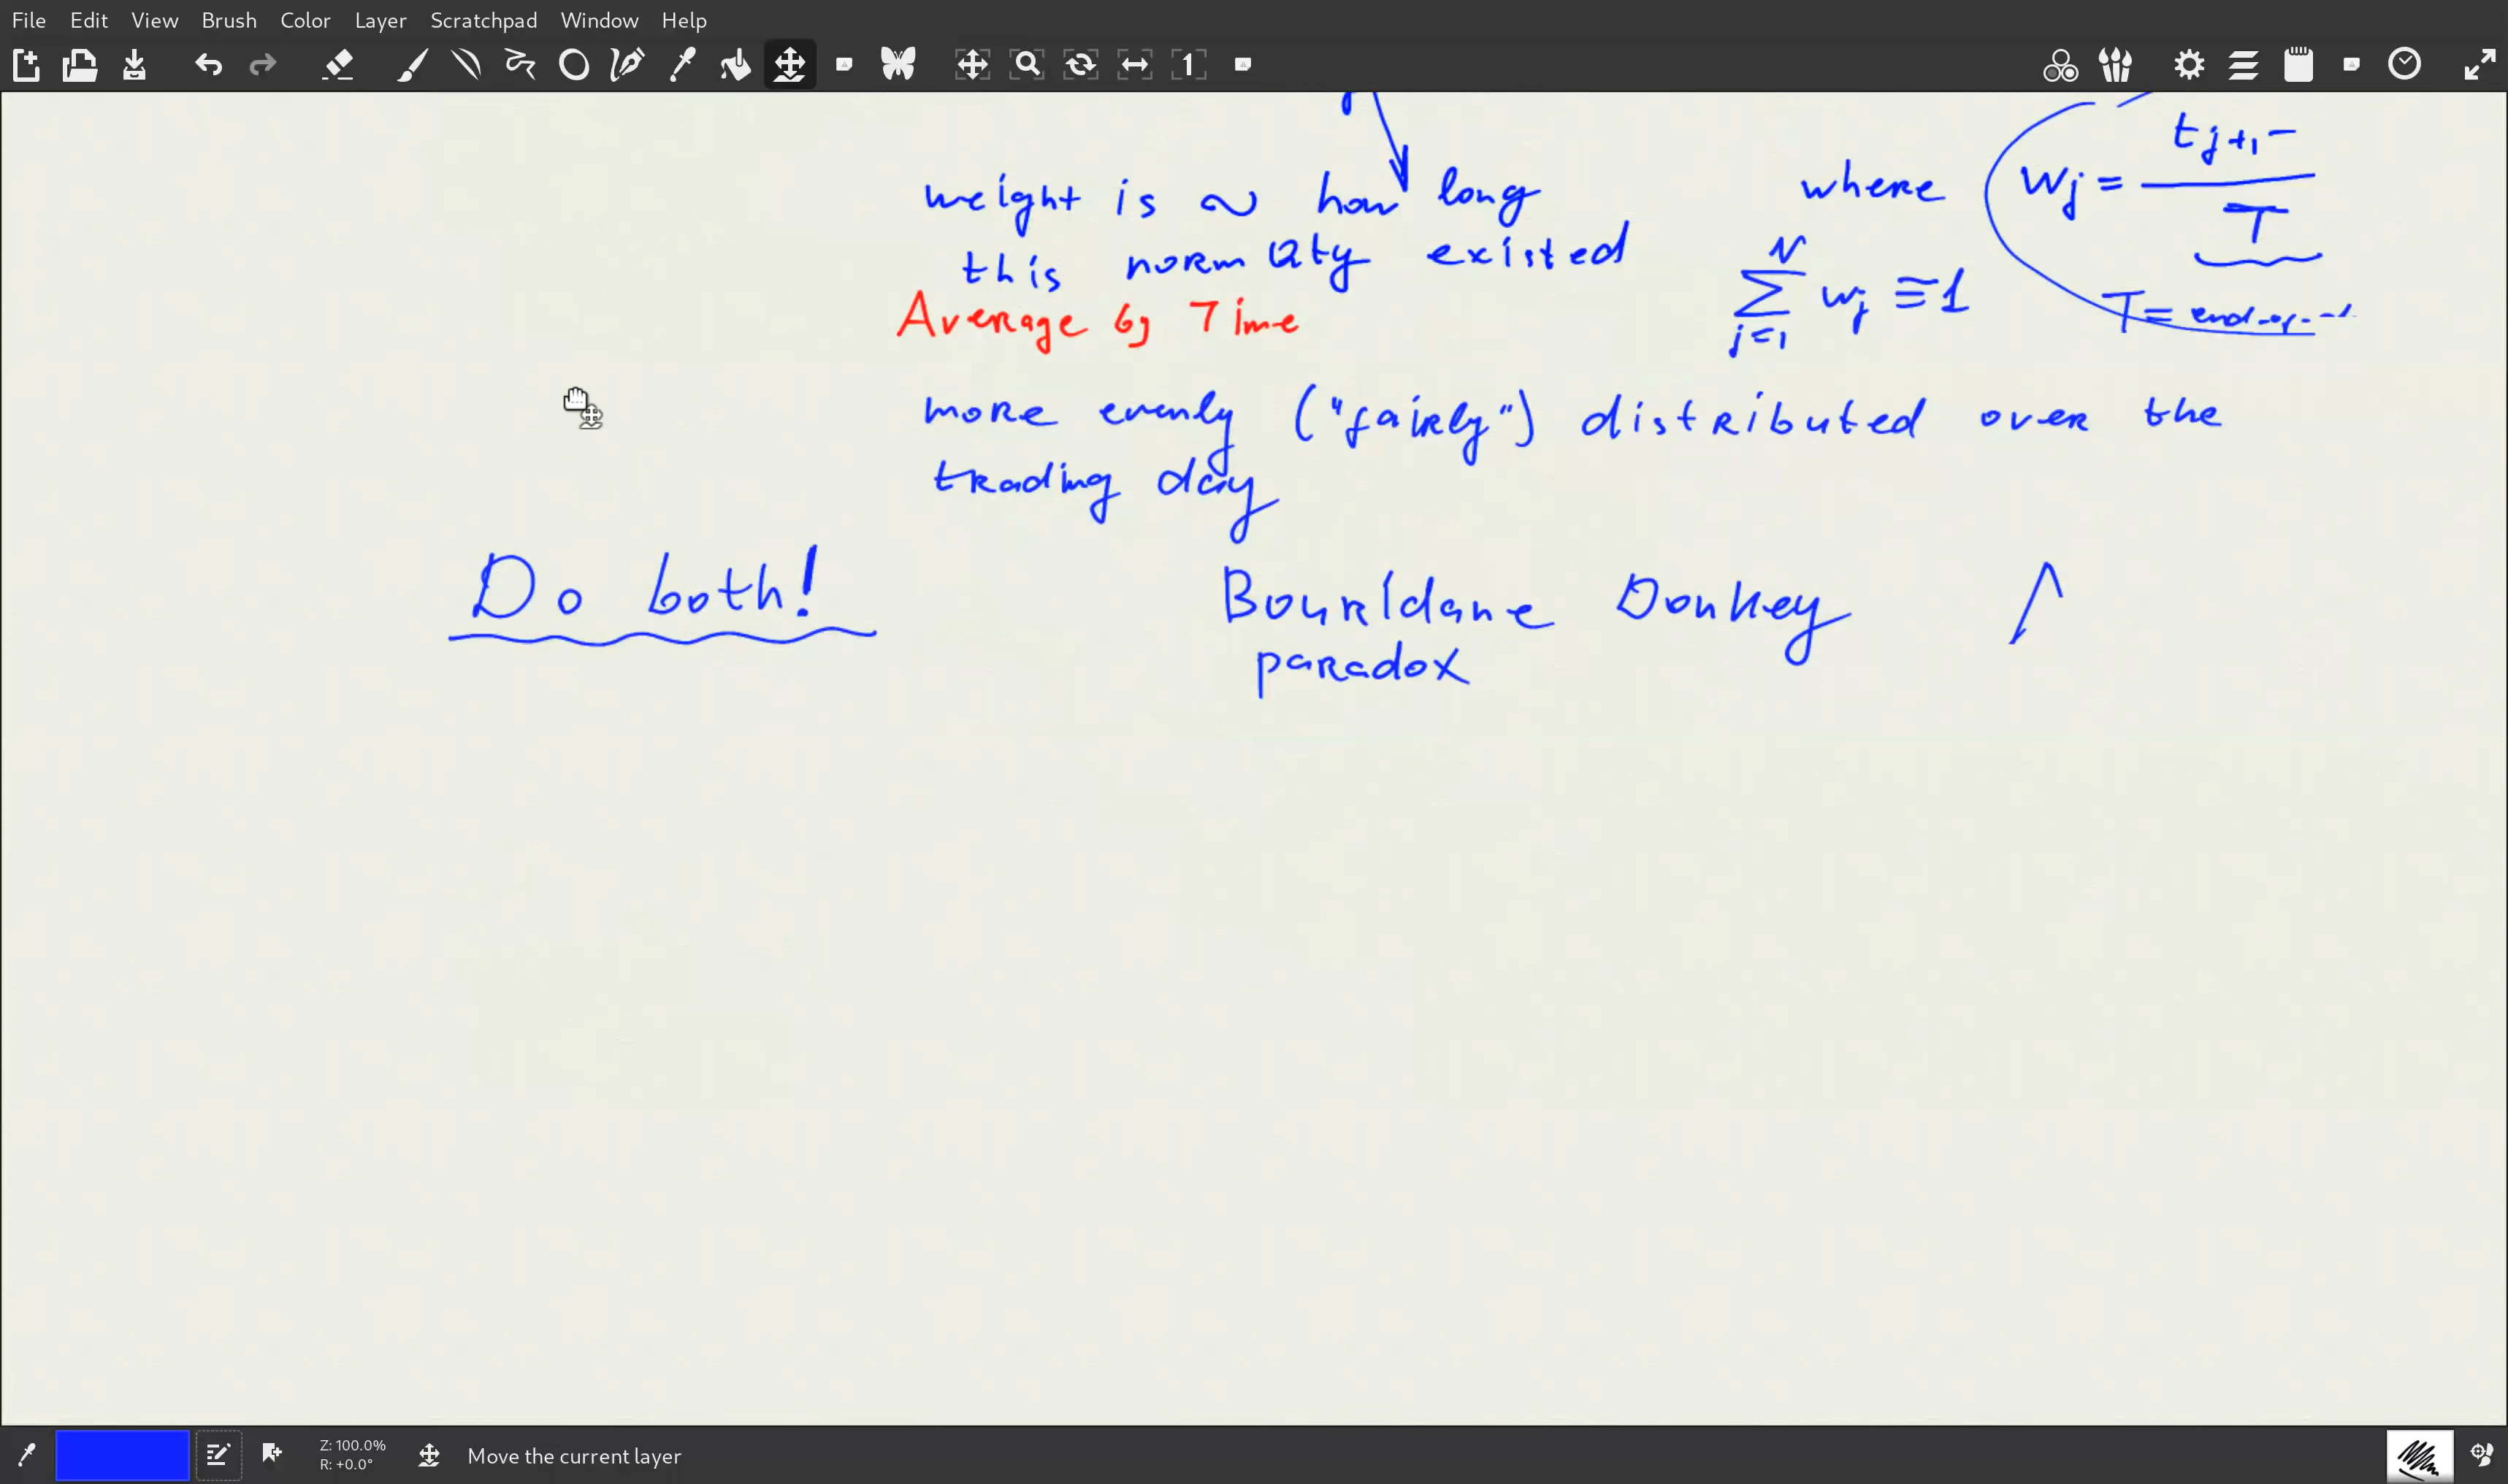 File Edit View Brush Color Layer Scratchpad Window Help
weight is ~ how long
this normality existed
Average by Time
where wj = tj+1 - / T
N
∑ wj ≡ 1
j=1
T =
more evenly ("fairly") distributed over the
trading day
Do both!
Bouridane Donkey
paradox
Z: 100.0%
R: +0.0°
Move the current layer